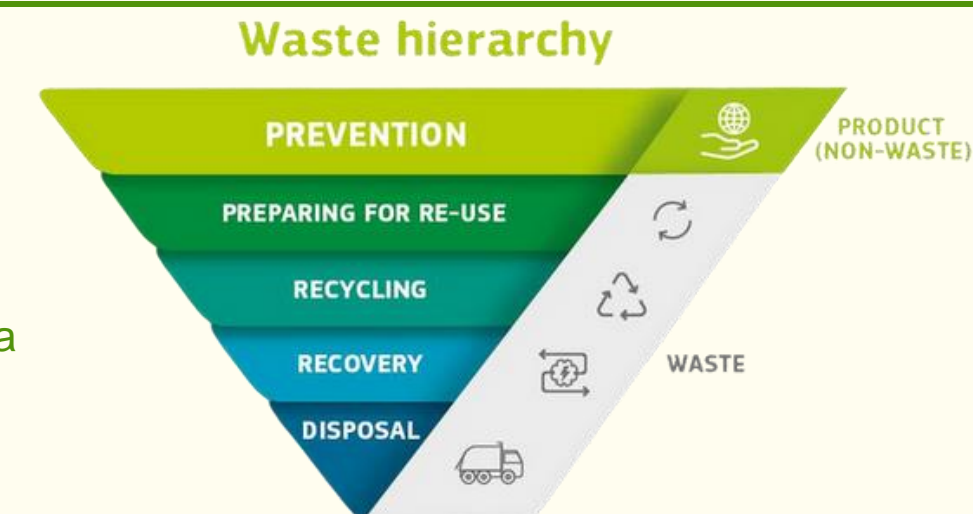 Waste hierarchy
PREVENTION
PRODUCT
(NON-WASTE)
PREPARING FOR RE-USE
RECYCLING
a
RECOVERY
WASTE
DISPOSAL